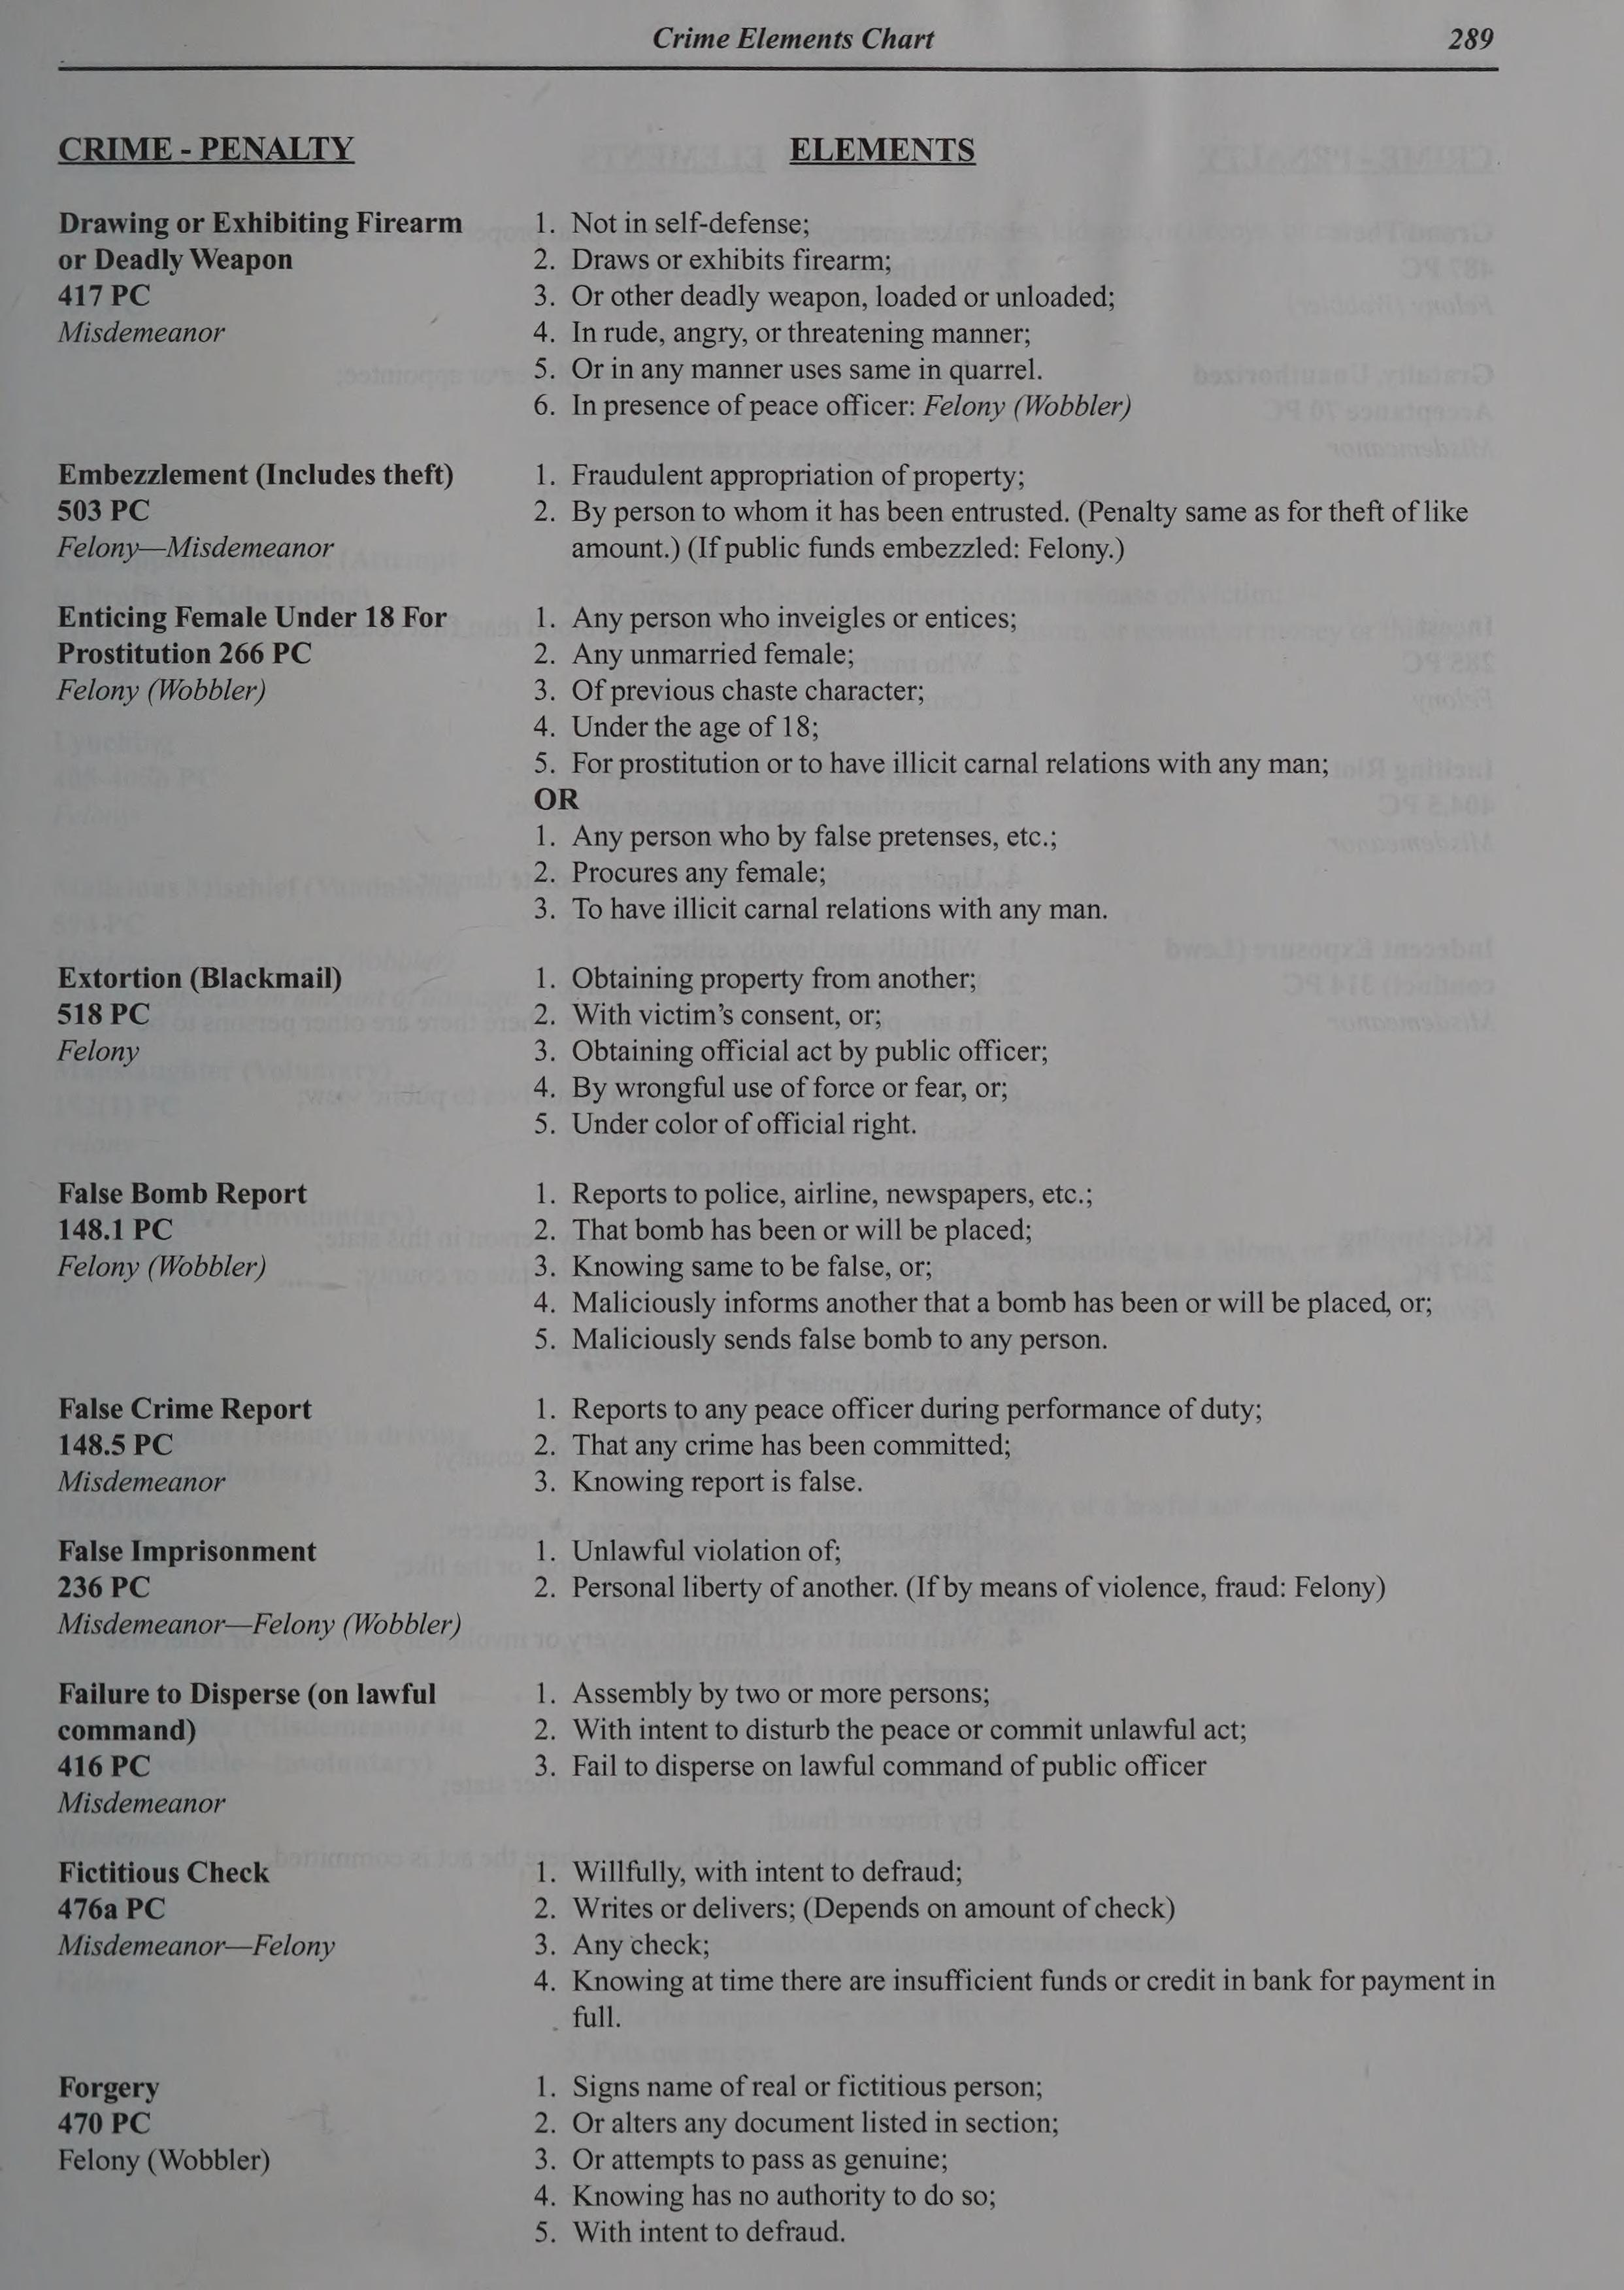 Crime Elements Chart 289
CRIME - PENALTY ELEMENTS
Drawing or Exhibiting Firearm
or Deadly Weapon
417 PC
Misdemeanor
1. Not in self-defense;
2. Draws or exhibits firearm;
3. Or other deadly weapon, loaded or unloaded;
4. In rude, angry, or threatening manner;
5. Or in any manner uses same in quarrel.
6. In presence of peace officer: Felony (Wobbler)
Embezzlement (Includes theft)
503 PC
Felony—Misdemeanor
1. Fraudulent appropriation of property;
2. By person to whom it has been entrusted. (Penalty same as for theft of like
amount.) (If public funds embezzled: Felony.)
Enticing Female Under 18 For
Prostitution 266 PC
Felony (Wobbler)
1. Any person who inveigles or entices;
2. Any unmarried female;
3. Of previous chaste character;
4. Under the age of 18;
5. For prostitution or to have illicit carnal relations with any man;
OR
1. Any person who by false pretenses, etc.;
2. Procures any female;
3. To have illicit carnal relations with any man.
Extortion (Blackmail)
518 PC
Felony
1. Obtaining property from another;
2. With victim's consent, or;
3. Obtaining official act by public officer;
4. By wrongful use of force or fear, or;
5. Under color of official right.
False Bomb Report
148.1 PC
Felony (Wobbler)
1. Reports to police, airline, newspapers, etc.;
2. That bomb has been or will be placed;
3. Knowing same to be false, or;
4. Maliciously informs another that a bomb has been or will be placed, or;
5. Maliciously sends false bomb to any person.
False Crime Report
148.5 PC
Misdemeanor
1. Reports to any peace officer during performance of duty;
2. That any crime has been committed;
3. Knowing report is false.
False Imprisonment
236 PC
Misdemeanor—Felony (Wobbler)
1. Unlawful violation of;
2. Personal liberty of another. (If by means of violence, fraud: Felony)
Failure to Disperse (on lawful
command)
416 PC
Misdemeanor
1. Assembly by two or more persons;
2. With intent to disturb the peace or commit unlawful act;
3. Fail to disperse on lawful command of public officer
Fictitious Check
476a PC
Misdemeanor—Felony
1. Willfully, with intent to defraud;
2. Writes or delivers; (Depends on amount of check)
3. Any check;
4. Knowing at time there are insufficient funds or credit in bank for payment in
full.
Forgery
470 PC
Felony (Wobbler)
1. Signs name of real or fictitious person;
2. Or alters any document listed in section;
3. Or attempts to pass as genuine;
4. Knowing has no authority to do so;
5. With intent to defraud.